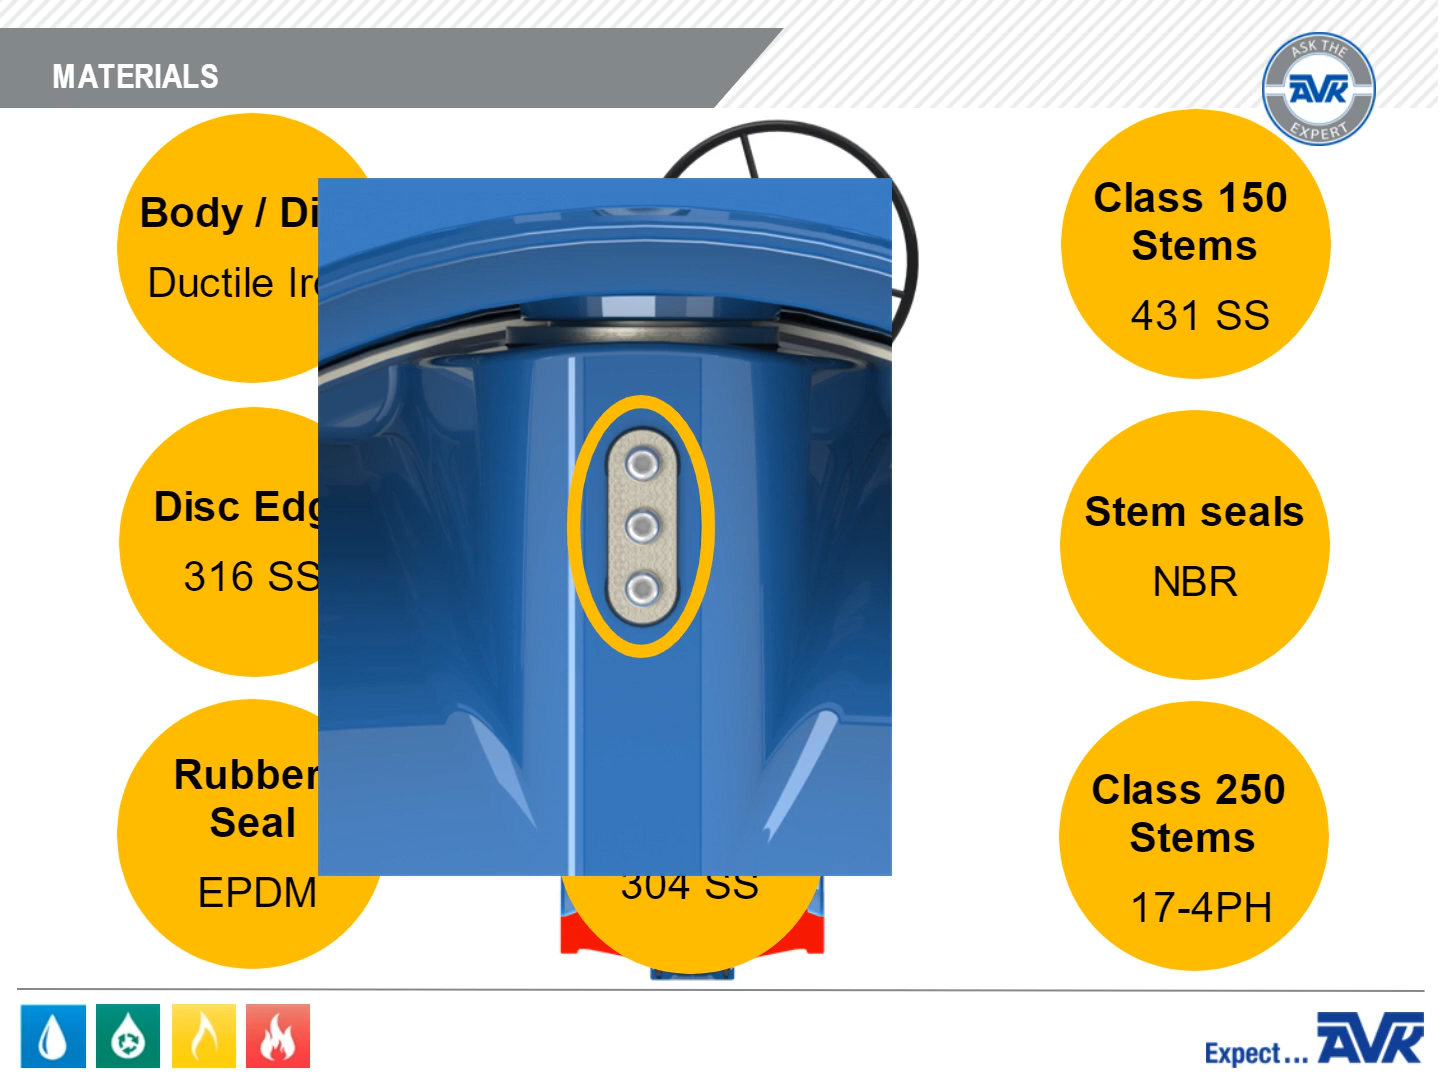 MATERIALS
ASK THE
AVK
EXPERT
Body / Di
Ductile Iro
Class 150
Stems
431 SS
Disc Edg
316 SS
Stem seals
NBR
Rubber
Seal
EPDM
304 SS
Class 250
Stems
17-4PH
Expect... AVK